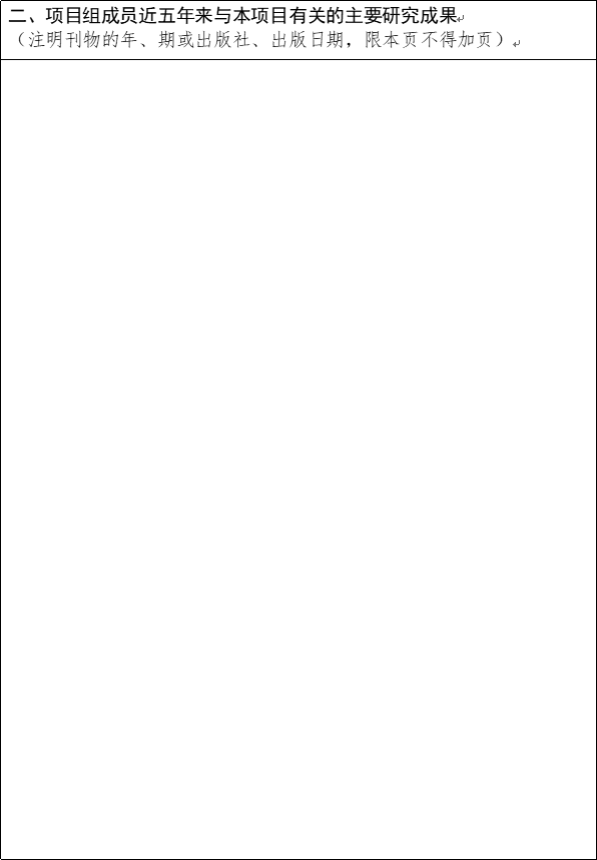 二、项目组成员近五年来与本项目有关的主要研究成果
（注明刊物的年、期或出版社、出版日期，限本页不得加页）